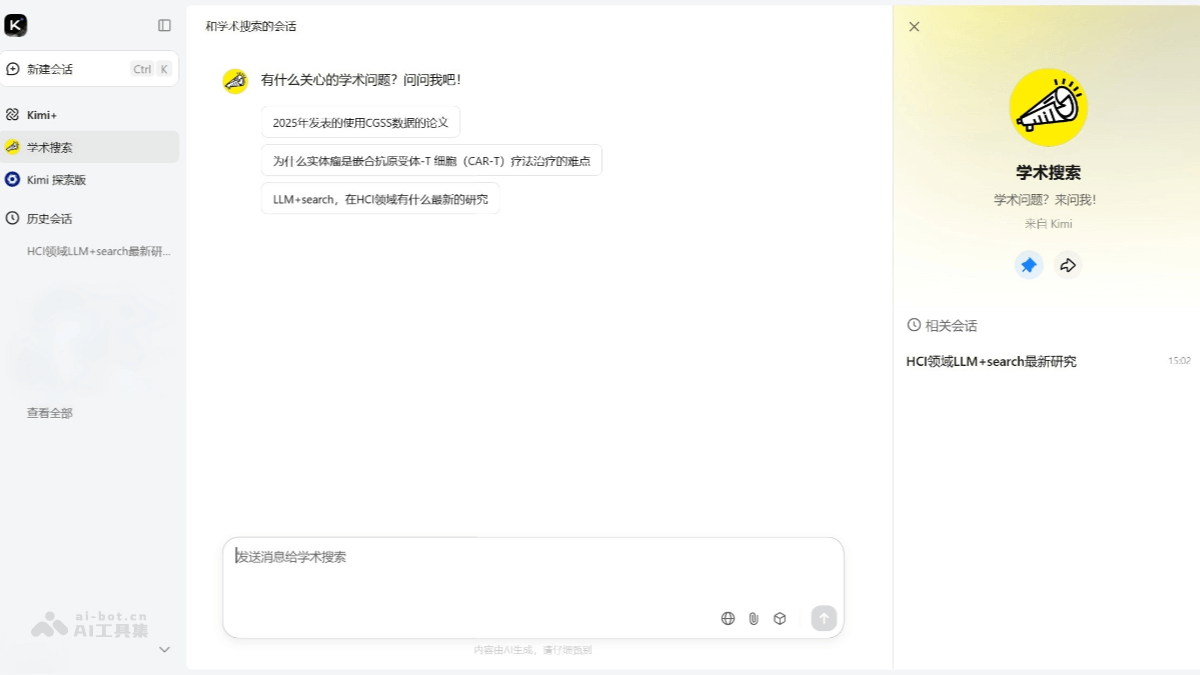 K
新建会话 Ctrl K
Kimi+
学术搜索
Kimi 探索版
历史会话
HCI领域LLM+search最新研...
查看全部
ai-bot.cn
AI工具集
和学术搜索的会话
有什么关心的学术问题？问问我吧！
2025年发表的使用CGSS数据的论文
为什么实体瘤是嵌合抗原受体-T 细胞（CAR-T）疗法治疗的难点
LLM+search，在HCI领域有什么最新的研究
发送消息给学术搜索
内容由AI生成，请仔细甄别
学术搜索
学术问题？来问我！
来自 Kimi
相关会话
HCI领域LLM+search最新研究 15:02